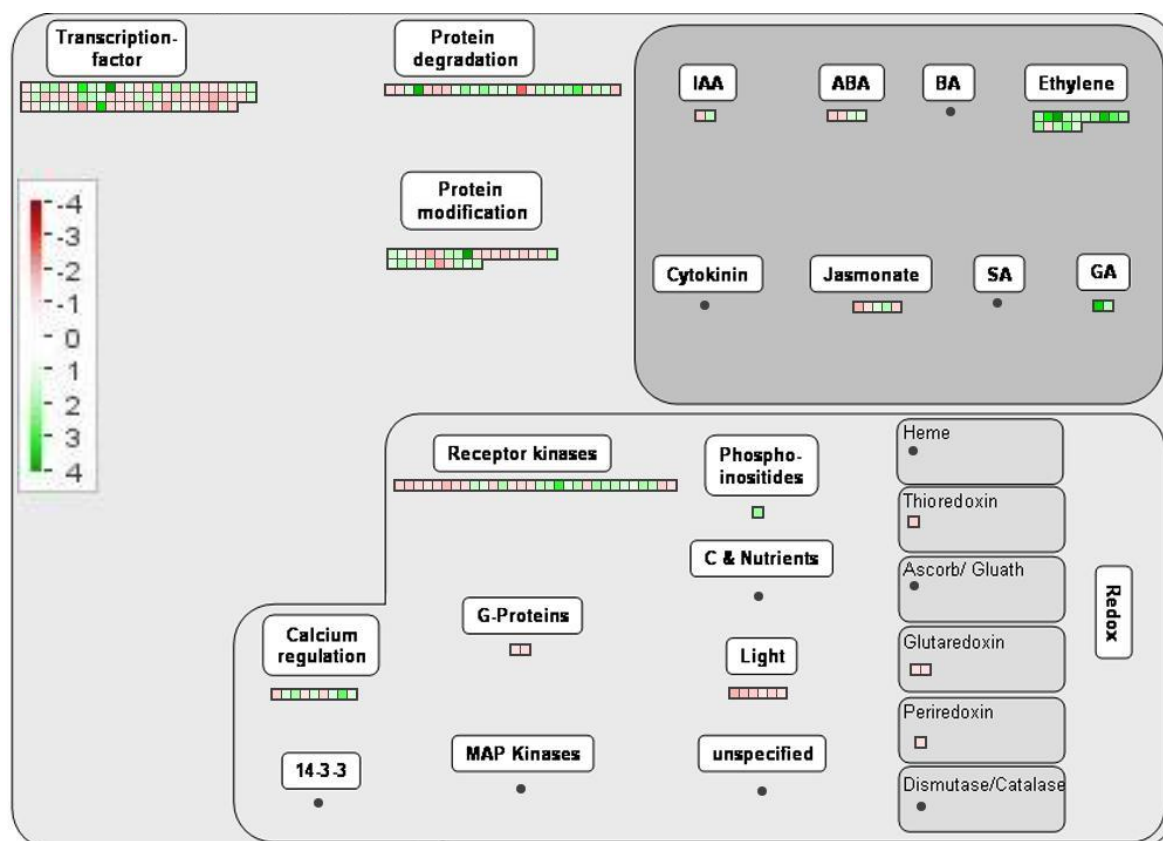 Transcription-
factor
Protein
degradation
IAA
ABA
BA
Ethylene
Protein
modification
-4
-3
-2
-1
0
1
2
3
4
Cytokinin
Jasmonate
SA
GA
Receptor kinases
Phospho-
inositides
Heme
Thioredoxin
C & Nutrients
Ascorb/ Gluath
Redox
G-Proteins
Calcium
regulation
Light
Glutaredoxin
Periredoxin
14-3-3
MAP Kinases
unspecified
Dismutase/Catalase